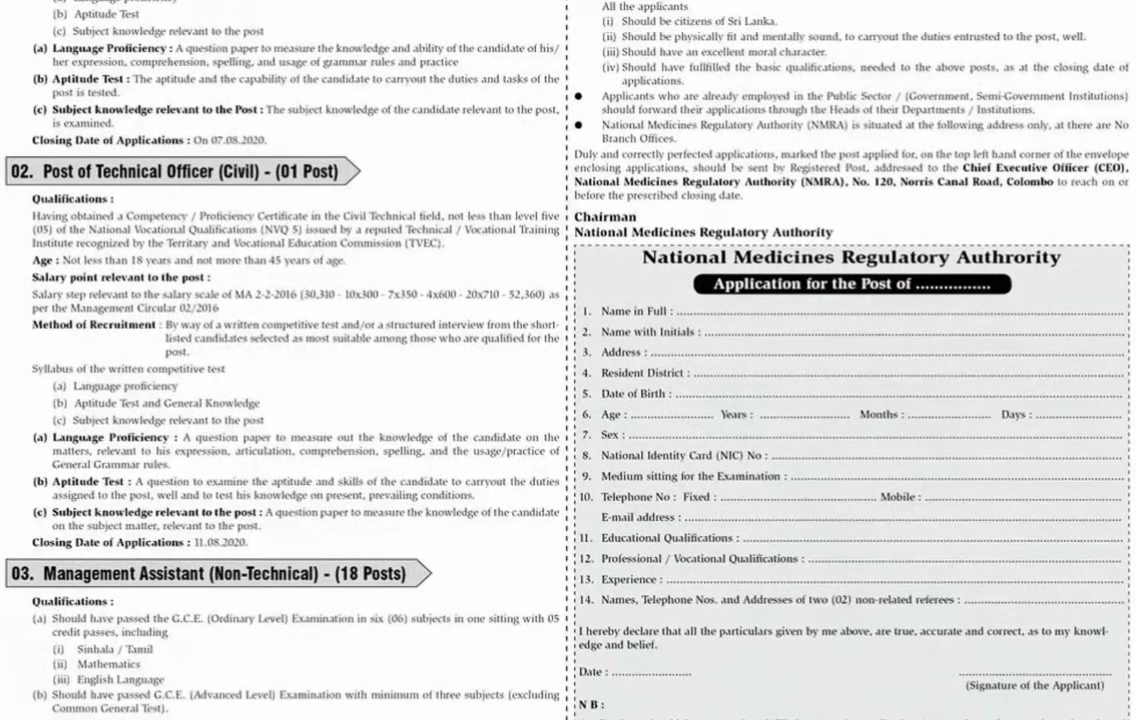 (b) Aptitude Test
(c) Subject knowledge relevant to the post
(a) Language Proficiency : A question paper to measure the knowledge and ability of the candidate of his/
her expression, comprehension, spelling, and usage of grammar rules and practice
(b) Aptitude Test : The aptitude and the capability of the candidate to carryout the duties and tasks of the
post is tested.
(c) Subject knowledge relevant to the Post : The subject knowledge of the candidate relevant to the post,
is examined.
Closing Date of Applications : On 07.08.2020.
02. Post of Technical Officer (Civil) - (01 Post)
Qualifications :
Having obtained a Competency / Proficiency Certificate in the Civil Technical field, not less than level five
(05) of the National Vocational Qualifications (NVQ 5) issued by a reputed Technical / Vocational Training
Institute recognized by the Territary and Vocational Education Commission (TVEC).
Age : Not less than 18 years and not more than 45 years of age.
Salary point relevant to the post :
Salary step relevant to the salary scale of MA 2-2-2016 (30,310 - 10x300 - 7x350 - 4x600 - 20x710 - 52,360) as
per the Management Circular 02/2016
Method of Recruitment : By way of a written competitive test and/or a structured interview from the short-
listed candidates selected as most suitable among those who are qualified for the
post.
Syllabus of the written competitive test
(a) Language proficiency
(b) Aptitude Test and General Knowledge
(c) Subject knowledge relevant to the post
(a) Language Proficiency : A question paper to measure out the knowledge of the candidate on the
matters, relevant to his expression, articulation, comprehension, spelling, and the usage/practice of
General Grammar rules.
(b) Aptitude Test : A question to examine the aptitude and skills of the candidate to carryout the duties
assigned to the post, well and to test his knowledge on present, prevailing conditions.
(c) Subject knowledge relevant to the post : A question paper to measure the knowledge of the candidate
on the subject matter, relevant to the post.
Closing Date of Applications : 11.08.2020.
03. Management Assistant (Non-Technical) - (18 Posts)
Qualifications :
(a) Should have passed the G.C.E. (Ordinary Level) Examination in six (06) subjects in one sitting with 05
credit passes, including
(i) Sinhala / Tamil
(ii) Mathematics
(iii) English Language
(b) Should have passed G.C.E. (Advanced Level) Examination with minimum of three subjects (excluding
Common General Test).
All the applicants
(i) Should be citizens of Sri Lanka.
(ii) Should be physically fit and mentally sound, to carryout the duties entrusted to the post, well.
(iii) Should have an excellent moral character.
(iv) Should have fullfilled the basic qualifications, needed to the above posts, as at the closing date of
applications.
● Applicants who are already employed in the Public Sector / (Government, Semi-Government Institutions)
should forward their applications through the Heads of their Departments / Institutions.
● National Medicines Regulatory Authority (NMRA) is situated at the following address only, at there are No
Branch Offices.
Duly and correctly perfected applications, marked the post applied for, on the top left hand corner of the envelope
enclosing applications, should be sent by Registered Post, addressed to the Chief Executive Officer (CEO),
National Medicines Regulatory Authority (NMRA), No. 120, Norris Canal Road, Colombo to reach on or
before the prescribed closing date.
Chairman
National Medicines Regulatory Authority
National Medicines Regulatory Authrority
Application for the Post of ................
1. Name in Full : ................
2. Name with Initials : ................
3. Address : ................
4. Resident District : ................
5. Date of Birth : ................
6. Age : ................ Years : ................ Months : ................ Days : ................
7. Sex : ................
8. National Identity Card (NIC) No : ................
9. Medium sitting for the Examination : ................
10. Telephone No : Fixed : ................ Mobile : ................
E-mail address : ................
11. Educational Qualifications : ................
12. Professional / Vocational Qualifications : ................
13. Experience : ................
14. Names, Telephone Nos. and Addresses of two (02) non-related referees : ................
I hereby declare that all the particulars given by me above, are true, accurate and correct, as to my knowl-
edge and belief.
Date : ................ ................
(Signature of the Applicant)
N B :